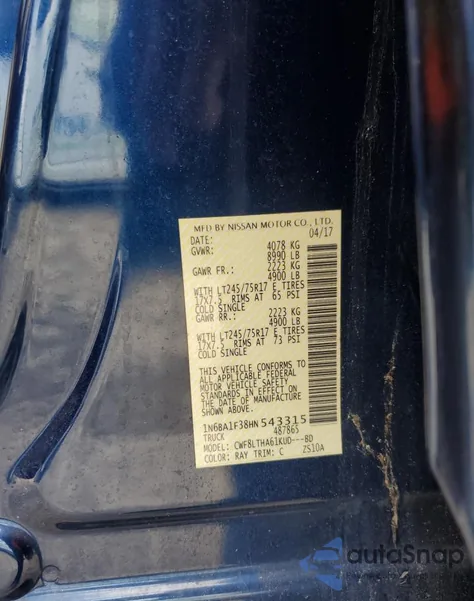 MFD BY NISSAN MOTOR CO., LTD.
DATE: 04/17
GVWR: 4078 KG
8990 LB
GAWR FR.: 2223 KG
4900 LB
WITH LT245/75R17 E TIRES
17X7.5 RIMS AT 65 PSI
COLD SINGLE
GAWR RR.: 2223 KG
4900 LB
WITH LT245/75R17 E TIRES
17X7.5 RIMS AT 73 PSI
COLD SINGLE
THIS VEHICLE CONFORMS TO
ALL APPLICABLE FEDERAL
MOTOR VEHICLE SAFETY
STANDARDS IN EFFECT ON
THE DATE OF MANUFACTURE
SHOWN ABOVE.
1N6BA1F38HN543315
TRUCK 487865
MODEL: CWF8LTHA61KUD---BD
COLOR: RAY TRIM: C ZS10A
autoSnap